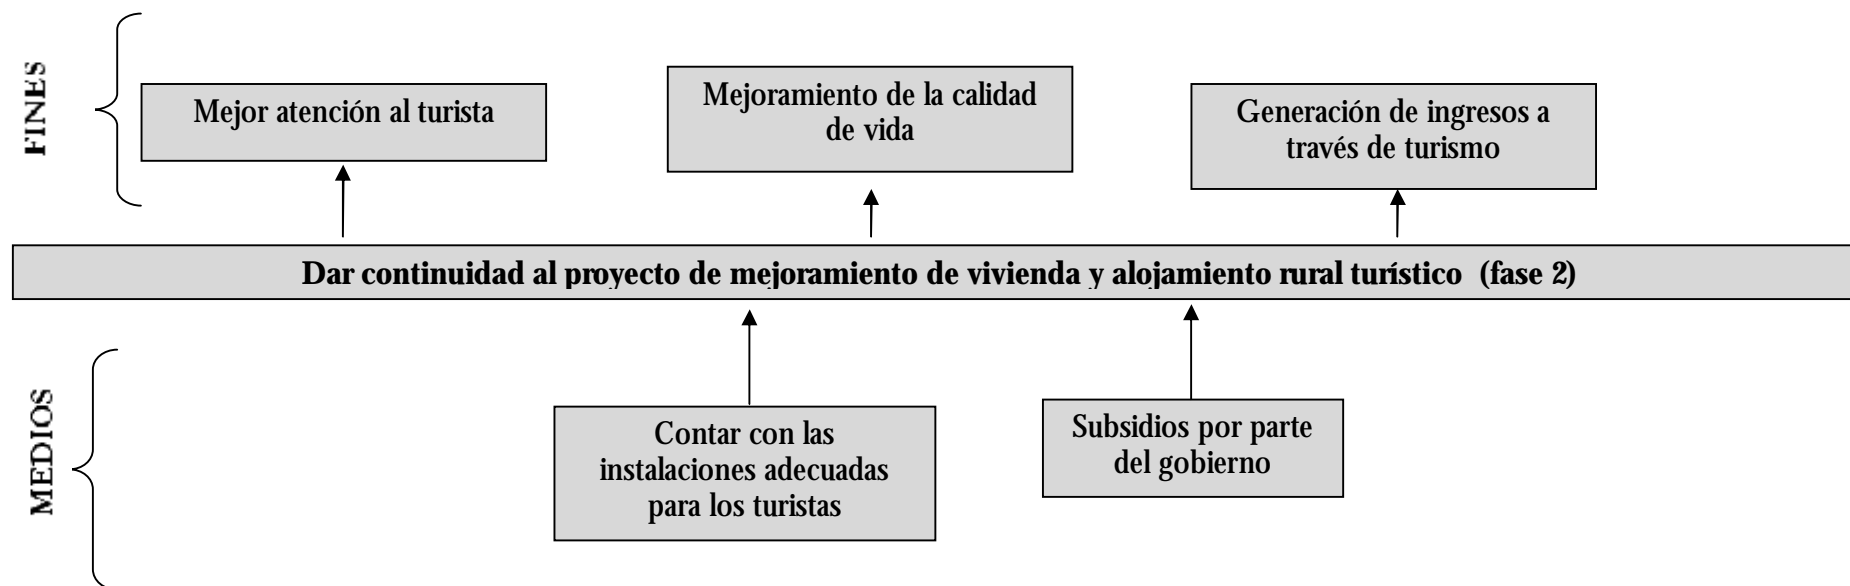 FINES
Mejor atención al turista
Mejoramiento de la calidad
de vida
Generación de ingresos a
través de turismo
Dar continuidad al proyecto de mejoramiento de vivienda y alojamiento rural turístico (fase 2)
MEDIOS
Contar con las
instalaciones adecuadas
para los turistas
Subsidios por parte
del gobierno